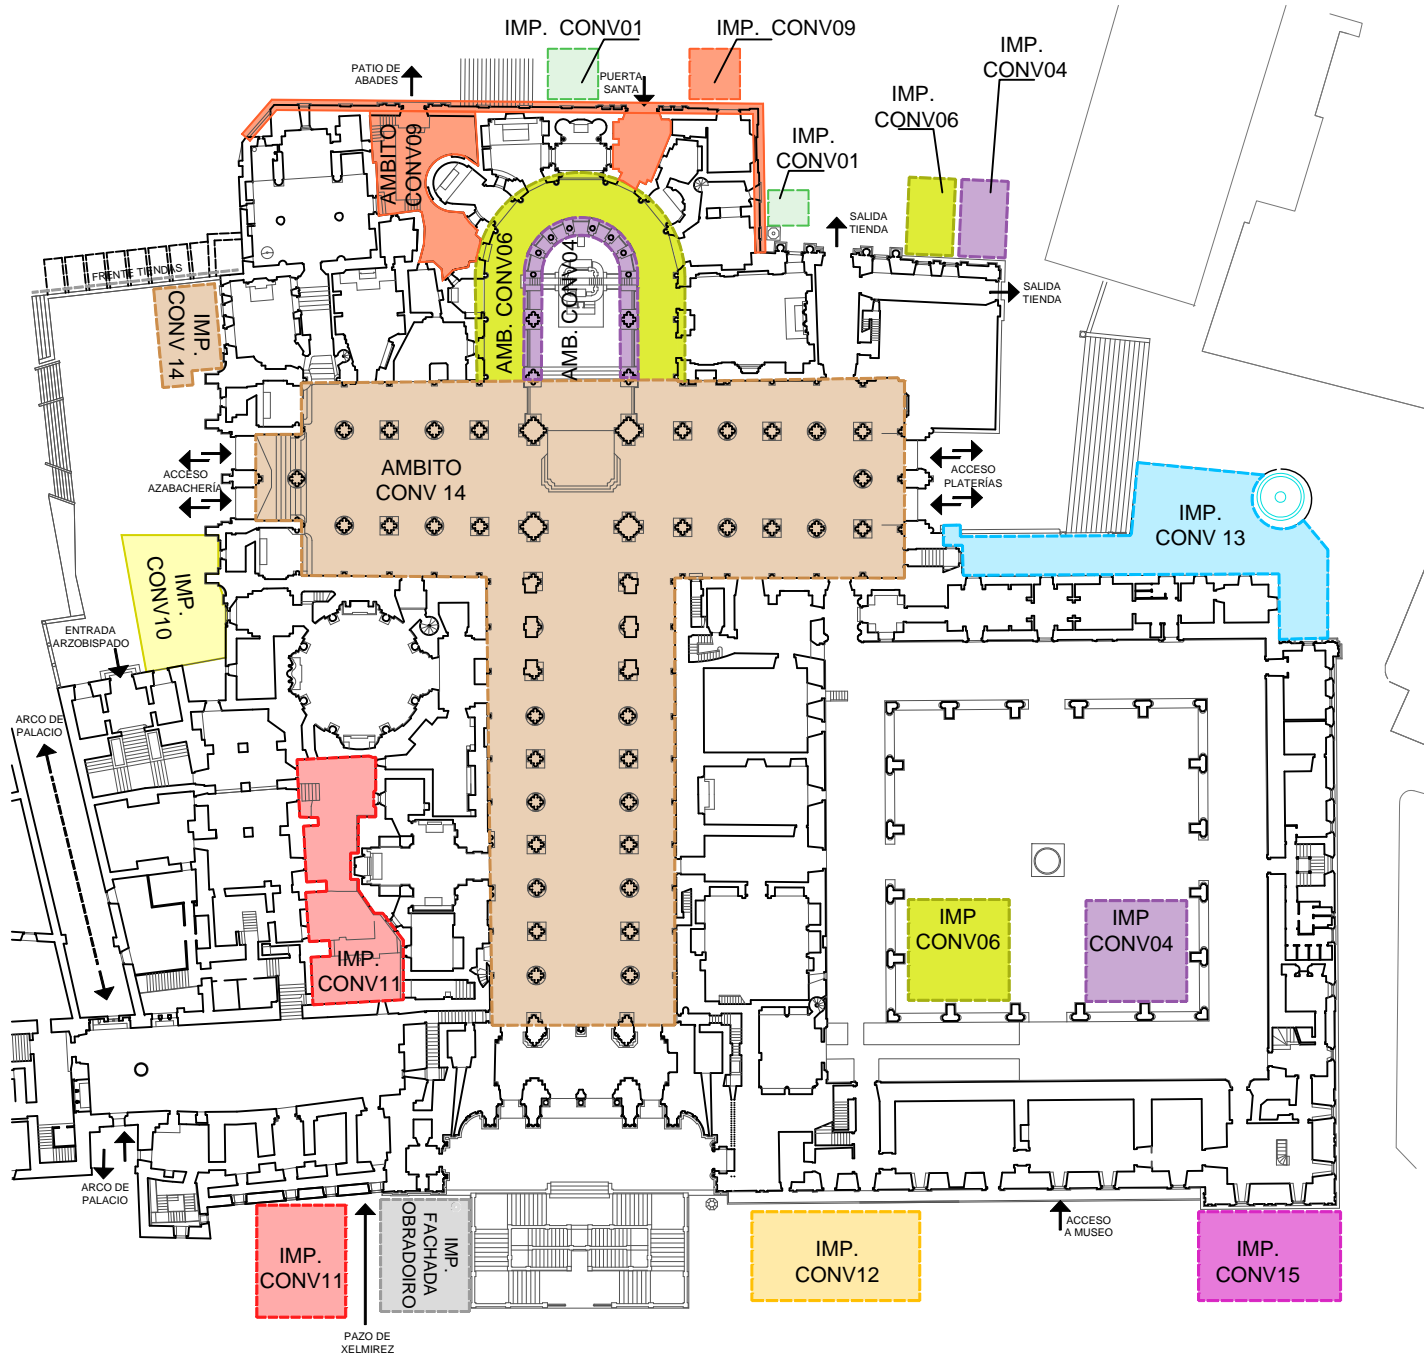 IMP. CONV01
IMP. CONV09
IMP.
CONV04
PATIO DE
ABADES
PUERTA
SANTA
IMP.
CONV06
AMBITO
CONV09
IMP.
CONV01
SALIDA
TIENDA
FRENTE TIENDAS
AMB. CONV06
AMB. CONV04
SALIDA
TIENDA
IMP.
CONV 14
AMBITO
CONV 14
ACCESO
AZABACHERÍA
ACCESO
PLATERÍAS
IMP.
CONV 13
IMP.
CONV10
ENTRADA
ARZOBISPADO
ARCO DE
PALACIO
IMP
CONV06
IMP
CONV04
IMP.
CONV11
ARCO DE
PALACIO
IMP.
CONV11
IMP.
FACHADA
OBRADOIRO
IMP.
CONV12
ACCESO
A MUSEO
IMP.
CONV15
PAZO DE
XELMIREZ